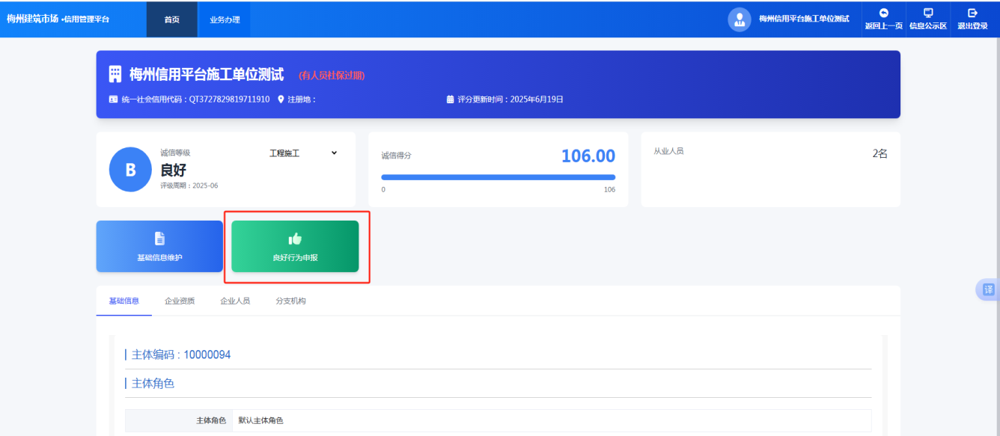 梅州建筑市场 •信用管理平台
首页
业务办理
梅州信用平台施工单位测试
返回上一页
信息公示区
退出登录
梅州信用平台施工单位测试 (有人员社保过期)
统一社会信用代码：QT3727829819711910 注册地： 评分更新时间：2025年6月19日
B
诚信等级
工程施工
良好
评级周期：2025-06
诚信得分
106.00
0
106
从业人员
2名
基础信息维护
良好行为申报
译
基础信息
企业资质
企业人员
分支机构
主体编码：10000094
主体角色
主体角色 默认主体角色